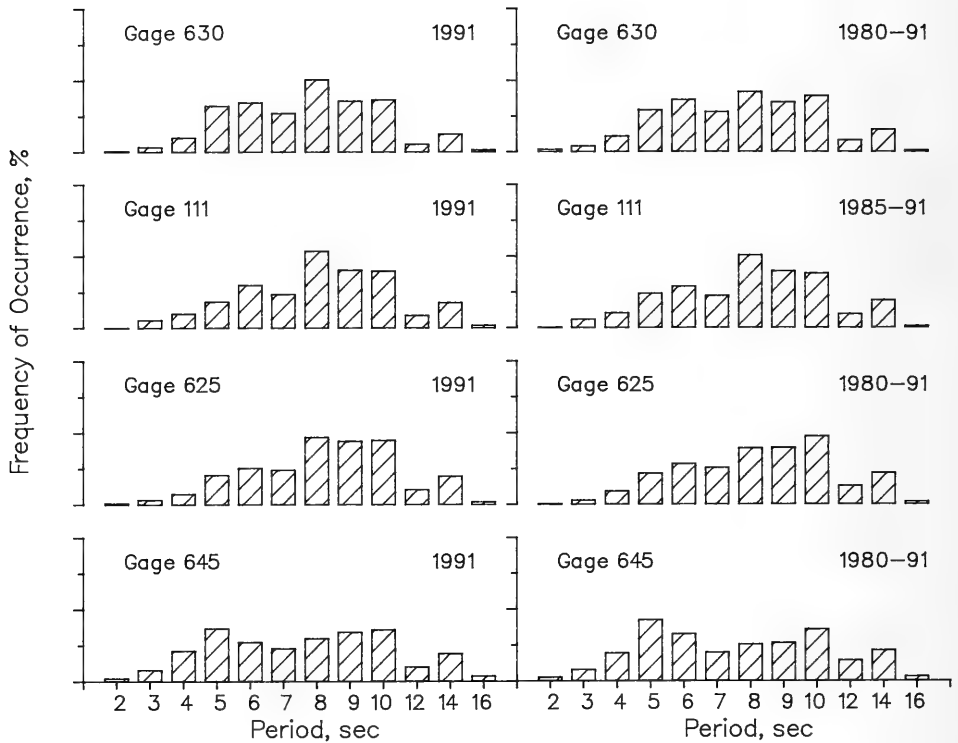 Gage 630 1991
Gage 630 1980–91
Gage 111 1991
Gage 111 1985–91
Gage 625 1991
Gage 625 1980–91
Gage 645 1991
Gage 645 1980–91
Frequency of Occurrence, %
2 3 4 5 6 7 8 9 10 12 14 16
2 3 4 5 6 7 8 9 10 12 14 16
Period, sec
Period, sec